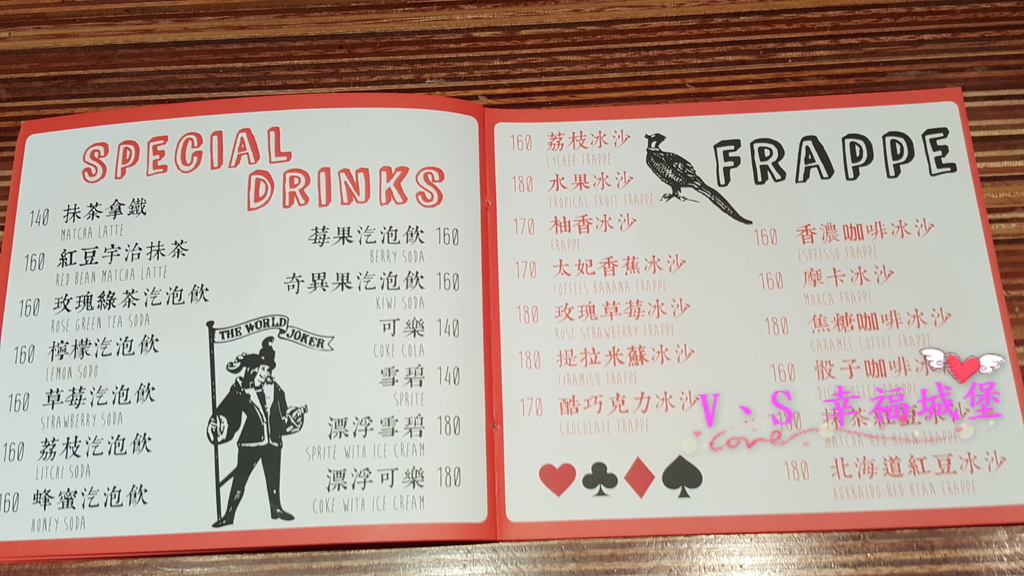 SPECIAL
DRINKS
140 抹茶拿鐵
MATCHA LATTE
160 紅豆宇治抹茶
RED BEAN MATCHA LATTE
160 玫瑰綠茶汽泡飲
ROSE GREEN TEA SODA
160 檸檬汽泡飲
LEMON SODO
160 草莓汽泡飲
STRAWBERRY SODA
160 荔枝汽泡飲
LITCHI SODA
160 蜂蜜汽泡飲
HONEY SODA
莓果汽泡飲 160
BERRY SODA
奇異果汽泡飲 160
KIWI SODA
可樂 140
COKE COLA
雪碧 140
SPRITE
漂浮雪碧 180
SPRITE WITH ICE CREAM
漂浮可樂 180
COKE WITH ICE CREAM
THE WORLD
JOKER
FRAPPE
160 荔枝冰沙
LYCHEE FRAPPE
180 水果冰沙
TROPICAL FRUIT FRAPPE
170 柚香冰沙
FRAPPE
170 太妃香蕉冰沙
TOFFEES BANANA FRAPPE
180 玫瑰草莓冰沙
ROSE STRAWBERRY FRAPPE
180 提拉米蘇冰沙
TIRAMISU FRAPPE
170 酷巧克力冰沙
CHOCOLATE FRAPPE
160 香濃咖啡冰沙
ESPRESSO FRAPPE
160 摩卡冰沙
MOACA FRAPPE
180 焦糖咖啡冰沙
CARAMEL COFFEE FRAPPE
160 骰子咖啡冰
抹茶紅豆冰沙
MATCHA RED BEAN FRAPPE
180 北海道紅豆冰沙
HOKKAIDO RED BEAN FRAPPE
V、S 幸福城堡
Love